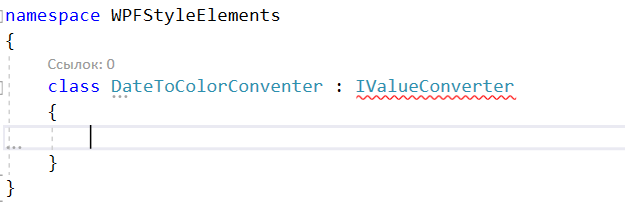 namespace WPFStyleElements
{
Ссылок: 0
class DateToColorConventer : IValueConverter
{
}
}